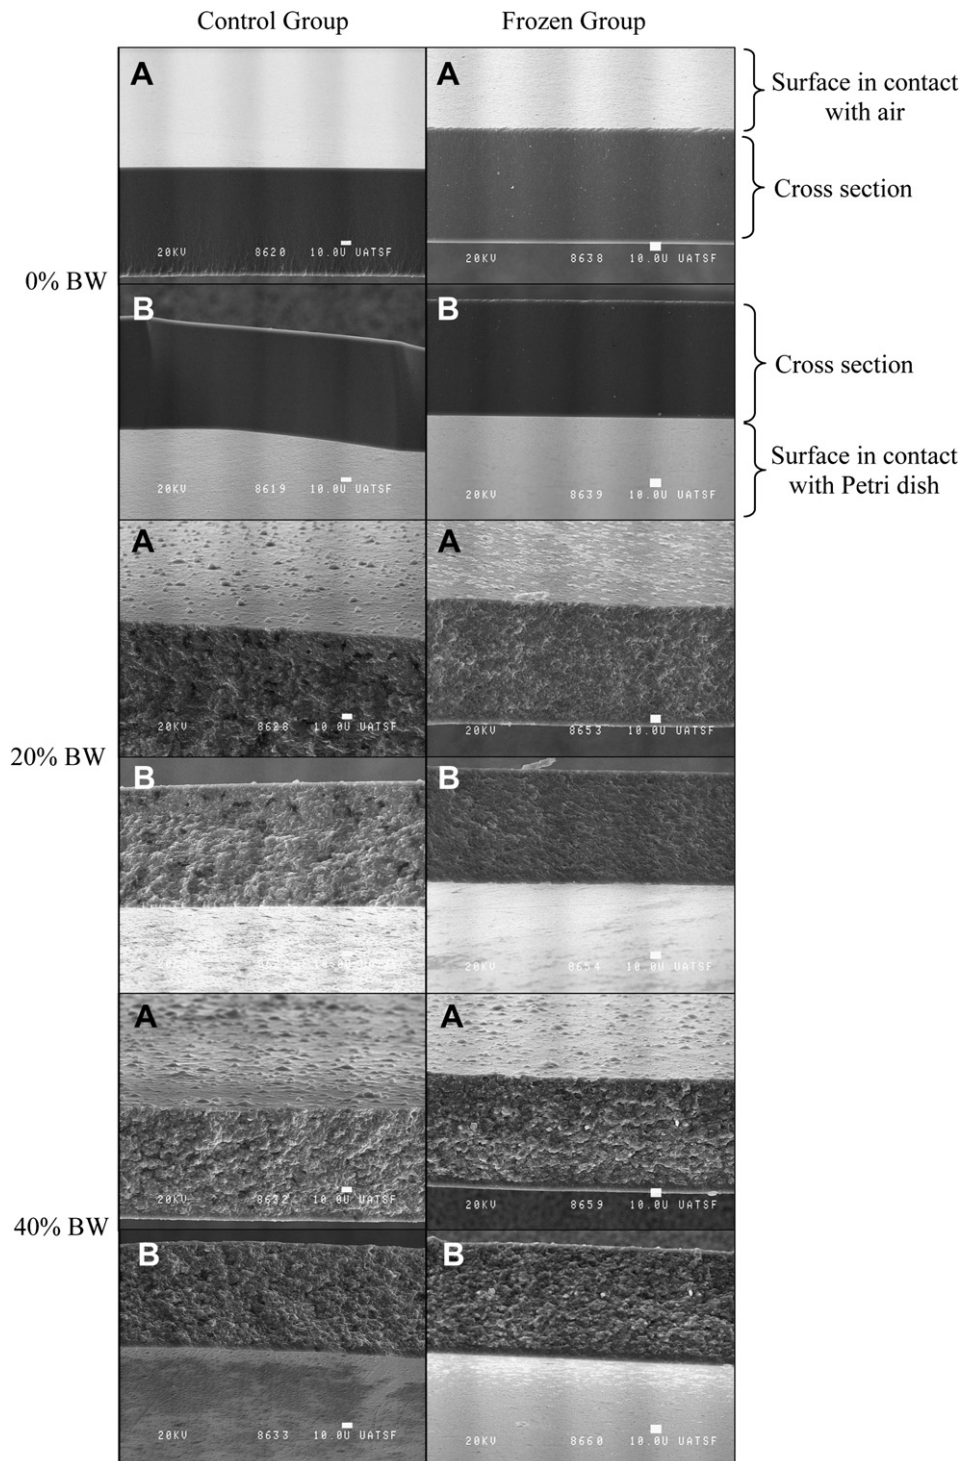 Control Group
Frozen Group
A
A
Surface in contact
with air
Cross section
20KV 8620 10.0U UATSF
20KV 8638 10.0U UATSF
0% BW
B
B
Cross section
Surface in contact
with Petri dish
20KV 8619 10.0U UATSF
20KV 8639 10.0U UATSF
A
A
20KV 8628 10.0U UATSF
20KV 8653 10.0U UATSF
20% BW
B
B
20KV 8654 10.0U UATSF
A
A
20KV 8632 10.0U UATSF
20KV 8659 10.0U UATSF
40% BW
B
B
20KV 8633 10.0U UATSF
20KV 8660 10.0U UATSF